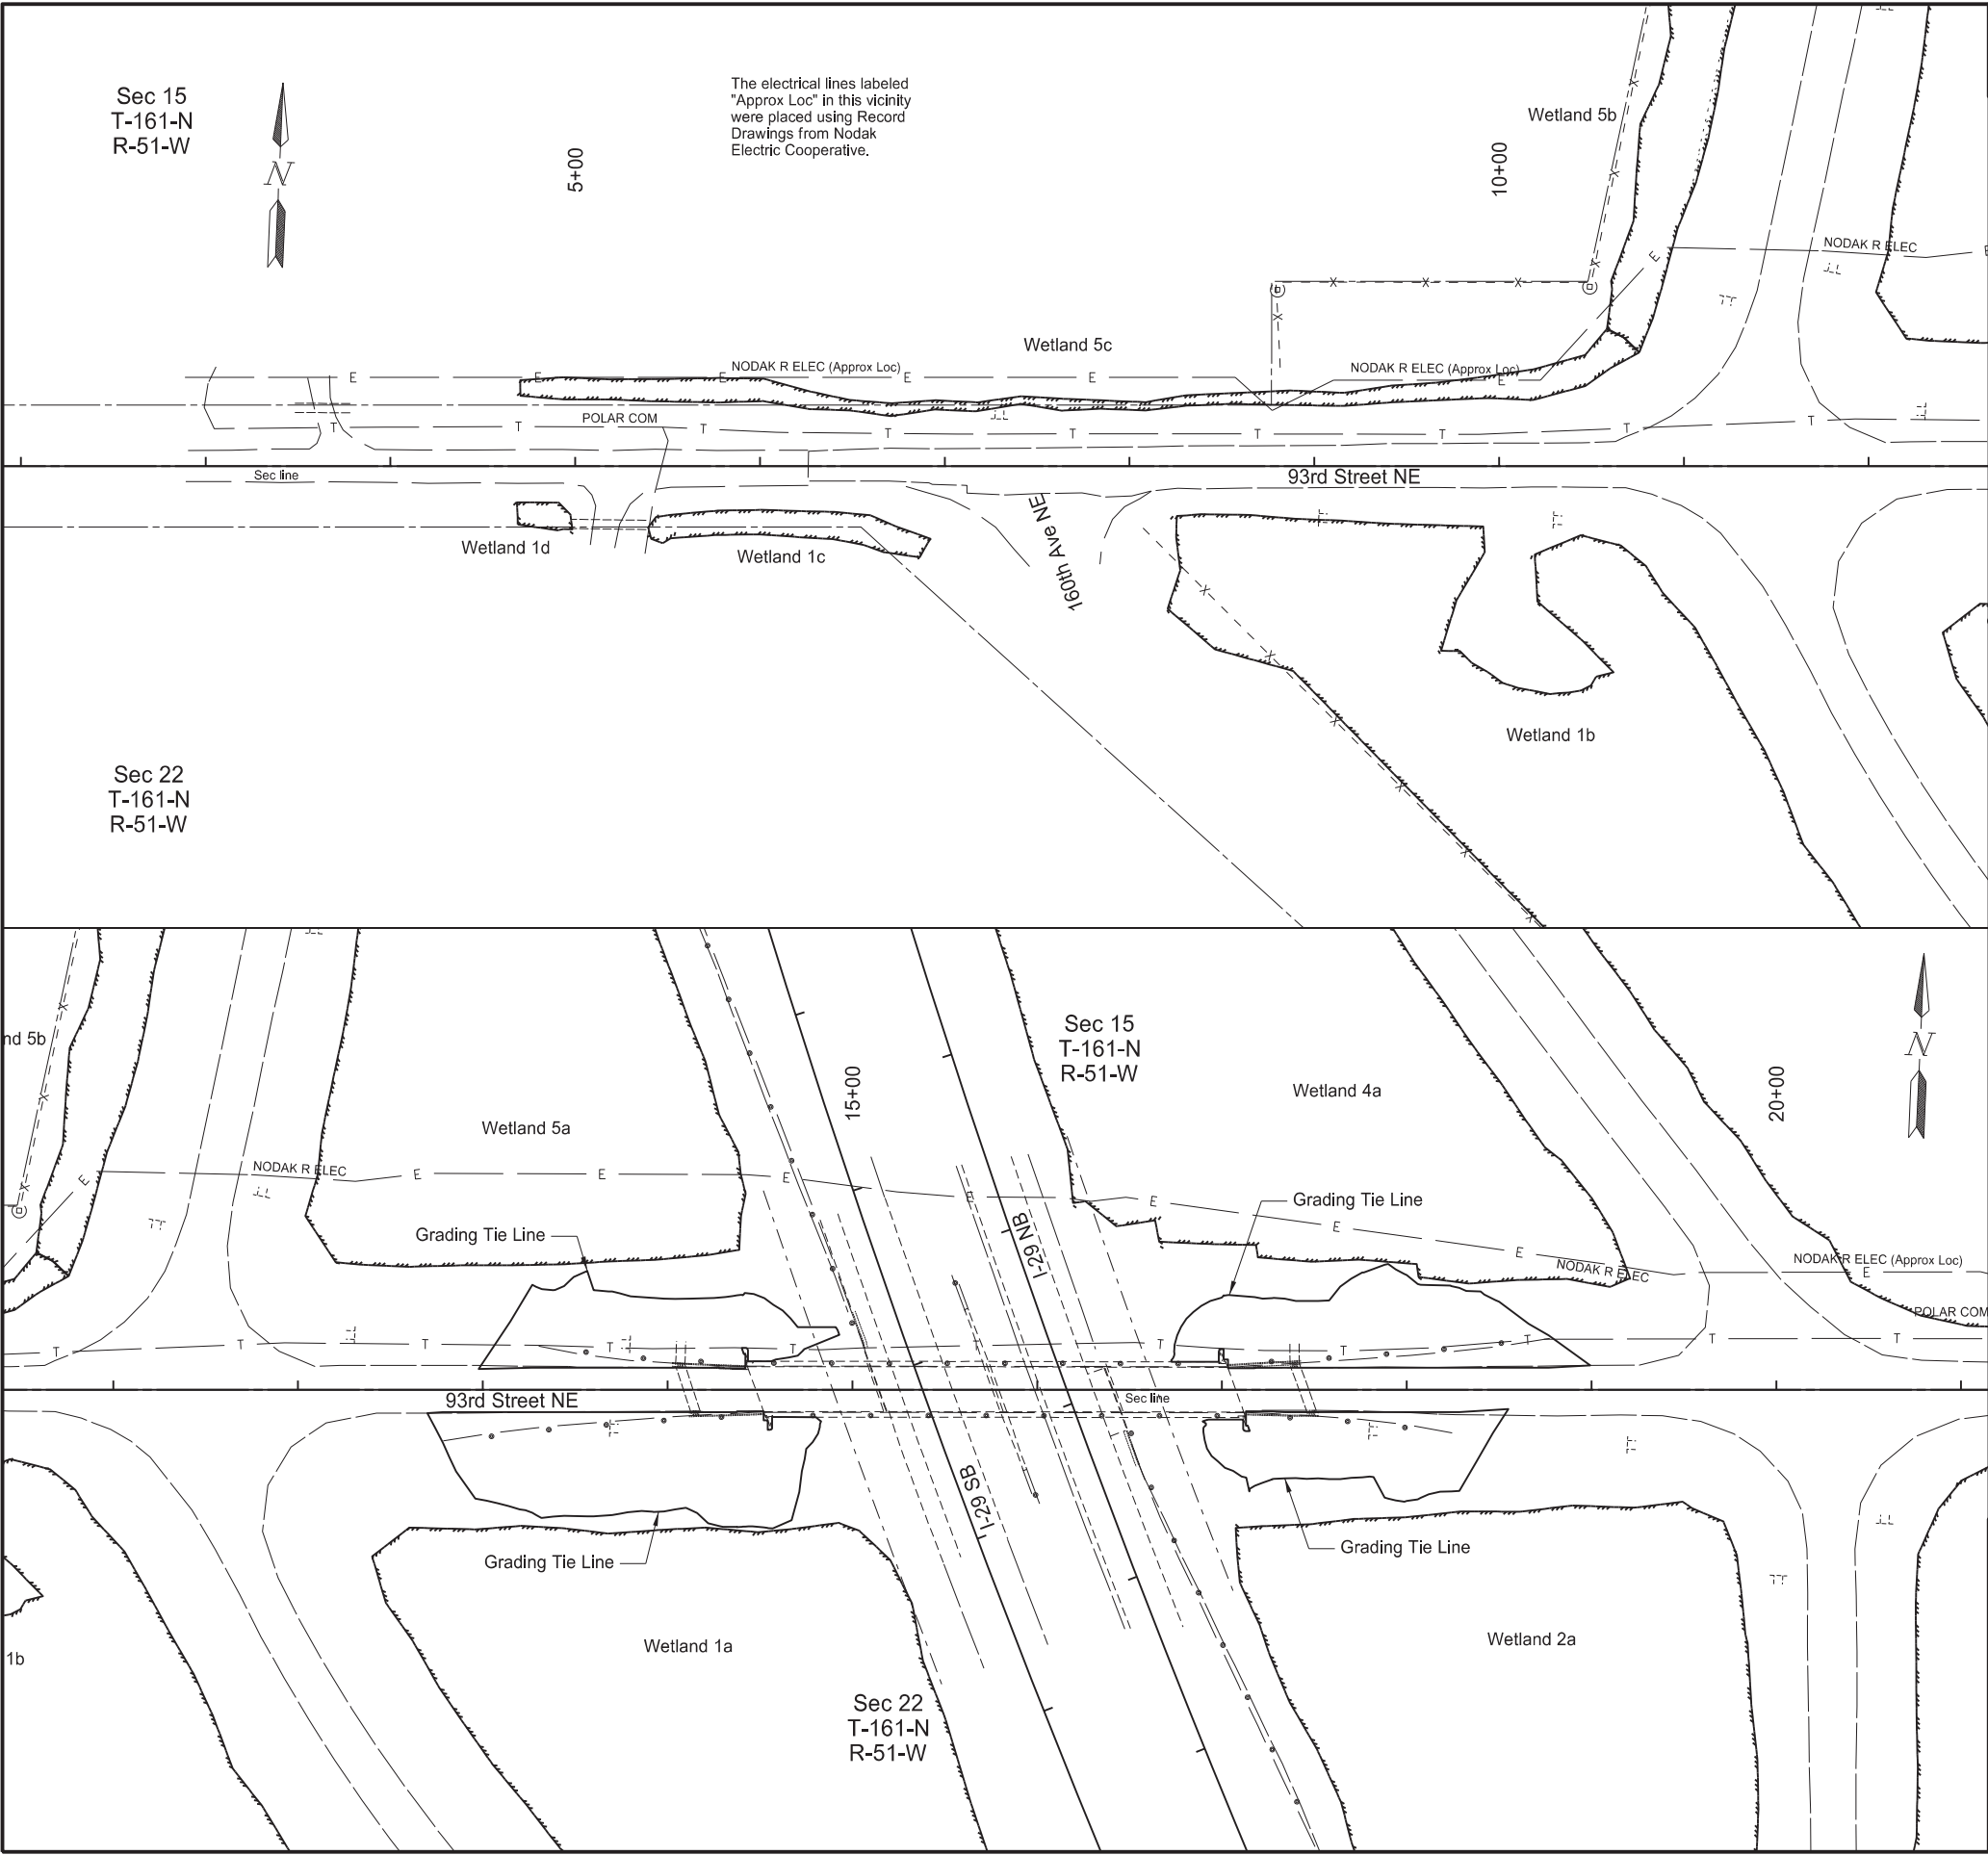 Sec 15
T-161-N
R-51-W
N
The electrical lines labeled
"Approx Loc" in this vicinity
were placed using Record
Drawings from Nodak
Electric Cooperative.
5+00
10+00
Wetland 5b
NODAK R ELEC
E
X
X
X
X
X
X
X
E
Wetland 5c
NODAK R ELEC (Approx Loc)
NODAK R ELEC (Approx Loc)
E
E
E
E
E
E
POLAR COM
T
T
T
T
T
T
T
T
T
Sec line
93rd Street NE
160th Ave NE
Wetland 1d
Wetland 1c
X
X
X
X
X
X
Wetland 1b
Sec 22
T-161-N
R-51-W
nd 5b
X
X
X
Sec 15
T-161-N
R-51-W
N
15+00
20+00
Wetland 5a
Wetland 4a
NODAK R ELEC
E
E
E
E
E
E
E
E
Grading Tie Line
Grading Tie Line
I-29 NB
NODAK R ELEC
NODAK R ELEC (Approx Loc)
E
POLAR COM
T
T
T
T
T
T
T
T
T
T
93rd Street NE
Sec line
I-29 SB
Grading Tie Line
Grading Tie Line
Wetland 1a
Wetland 2a
1b
Sec 22
T-161-N
R-51-W